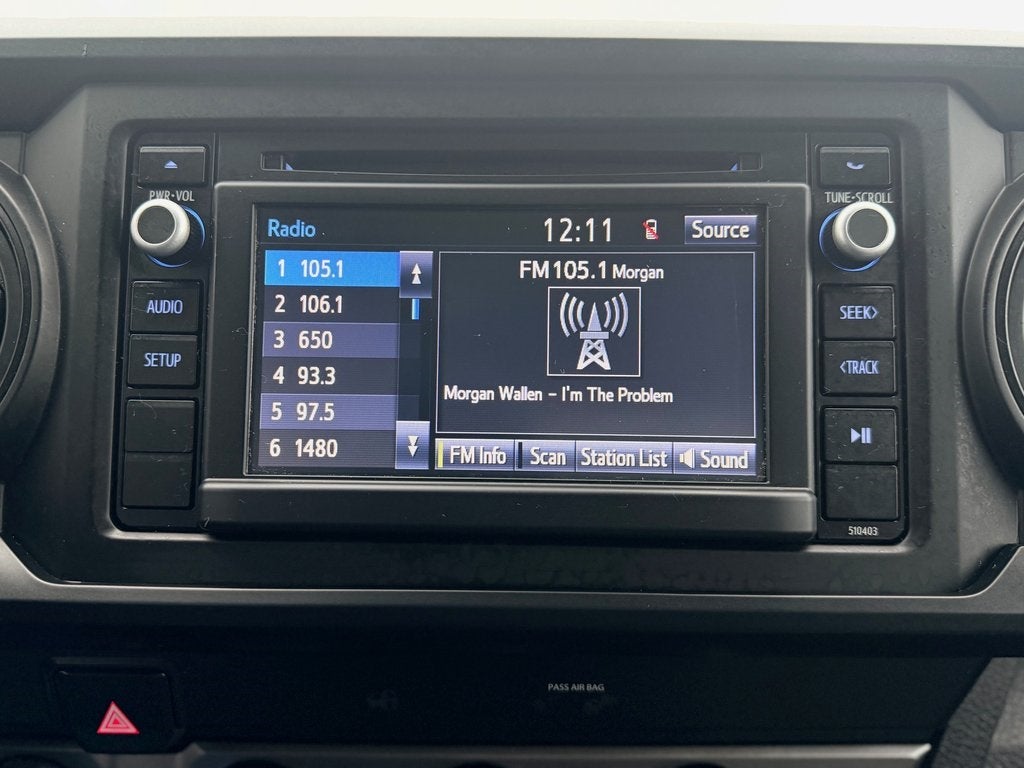 PWR•VOL
TUNE•SCROLL
AUDIO
SETUP
SEEK>
<TRACK
510403
Radio 12:11 Source
1 105.1
2 106.1
3 650
4 93.3
5 97.5
6 1480
FM 105.1 Morgan
Morgan Wallen - I'm The Problem
FM Info Scan Station List Sound
PASS AIR BAG